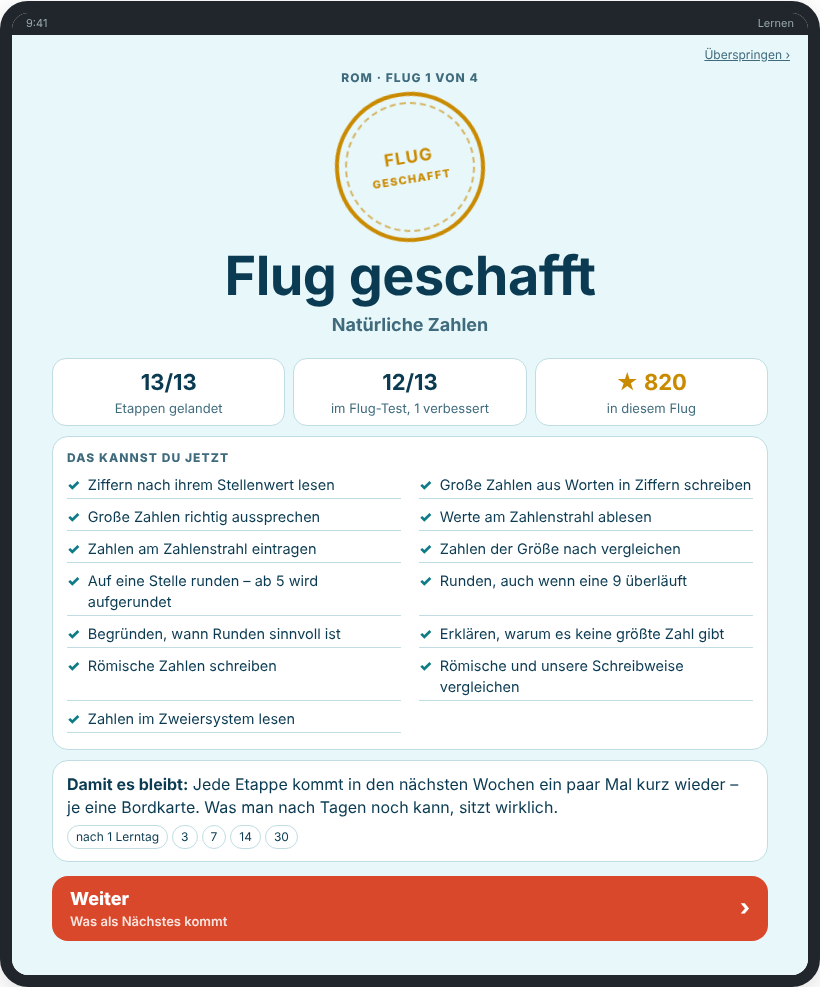 9:41
Lernen
Überspringen ›
ROM · FLUG 1 VON 4
FLUG
GESCHAFFT
Flug geschafft
Natürliche Zahlen
13/13
Etappen gelandet
12/13
im Flug-Test, 1 verbessert
★ 820
in diesem Flug
DAS KANNST DU JETZT
✔ Ziffern nach ihrem Stellenwert lesen
✔ Große Zahlen aus Worten in Ziffern schreiben
✔ Große Zahlen richtig aussprechen
✔ Werte am Zahlenstrahl ablesen
✔ Zahlen am Zahlenstrahl eintragen
✔ Zahlen der Größe nach vergleichen
✔ Auf eine Stelle runden – ab 5 wird
aufgerundet
✔ Runden, auch wenn eine 9 überläuft
✔ Begründen, wann Runden sinnvoll ist
✔ Erklären, warum es keine größte Zahl gibt
✔ Römische Zahlen schreiben
✔ Römische und unsere Schreibweise
vergleichen
✔ Zahlen im Zweiersystem lesen
Damit es bleibt: Jede Etappe kommt in den nächsten Wochen ein paar Mal kurz wieder –
je eine Bordkarte. Was man nach Tagen noch kann, sitzt wirklich.
nach 1 Lerntag 3 7 14 30
Weiter
Was als Nächstes kommt
›